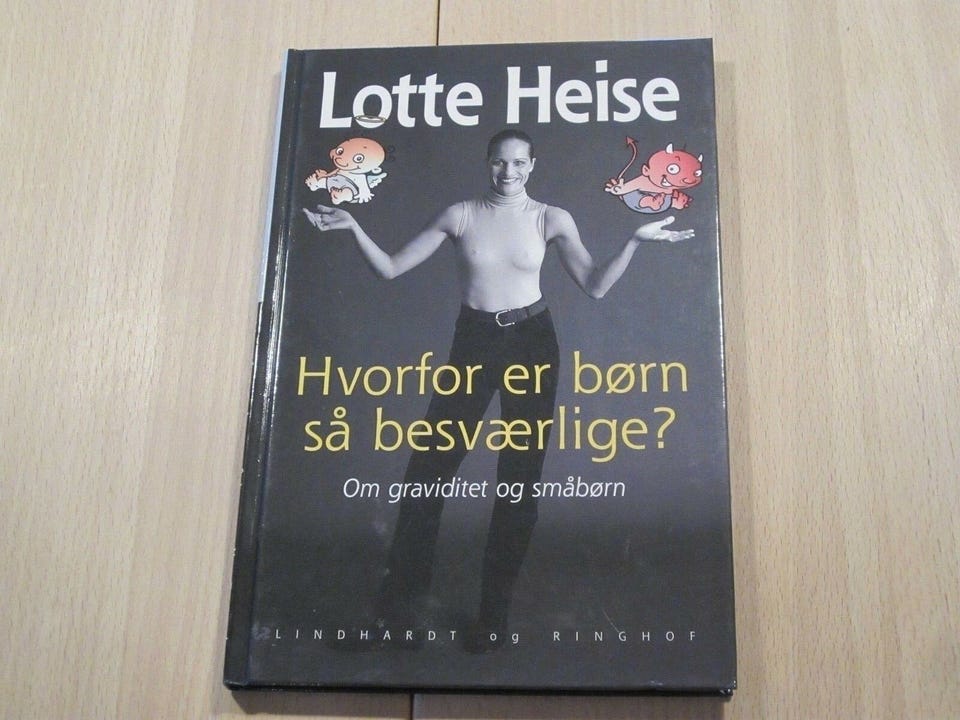 Lotte Heise
Hvorfor er børn
så besværlige?
Om graviditet og småbørn
LINDHARDT og RINGHOF